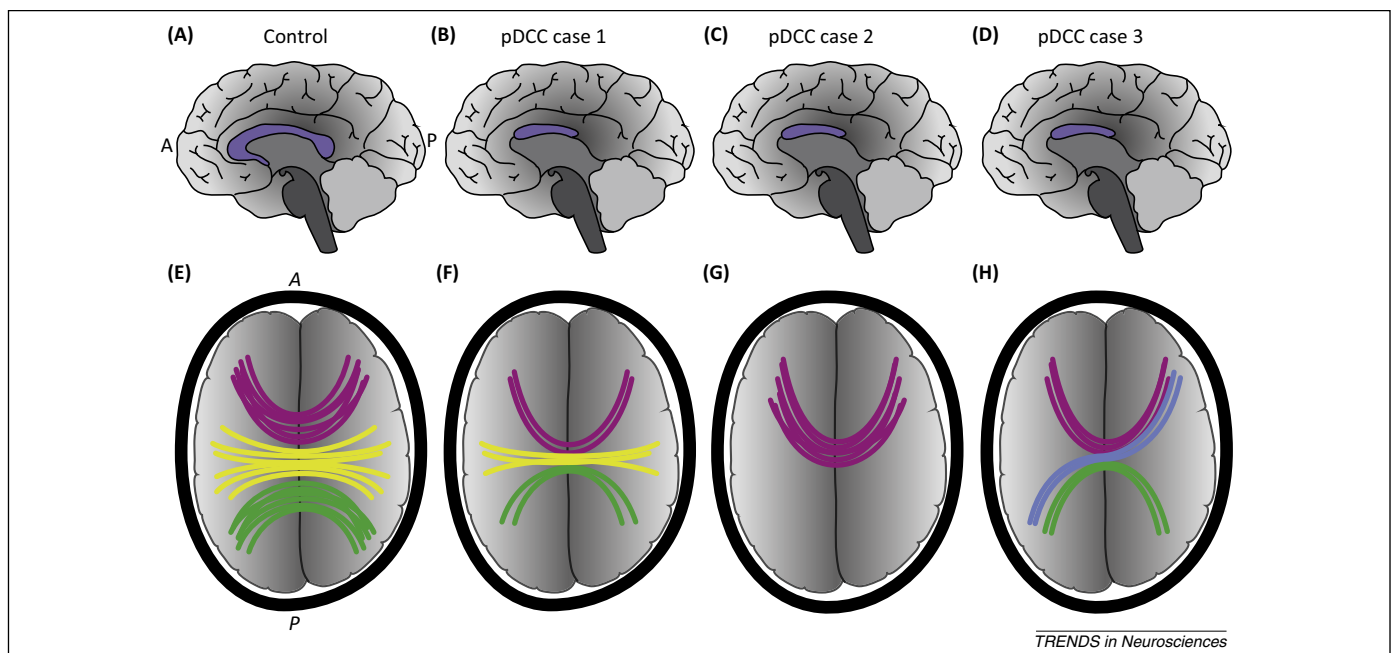 (A) Control (B) pDCC case 1 (C) pDCC case 2 (D) pDCC case 3
A P
(E) A (F) (G) (H)
P
TRENDS in Neurosciences